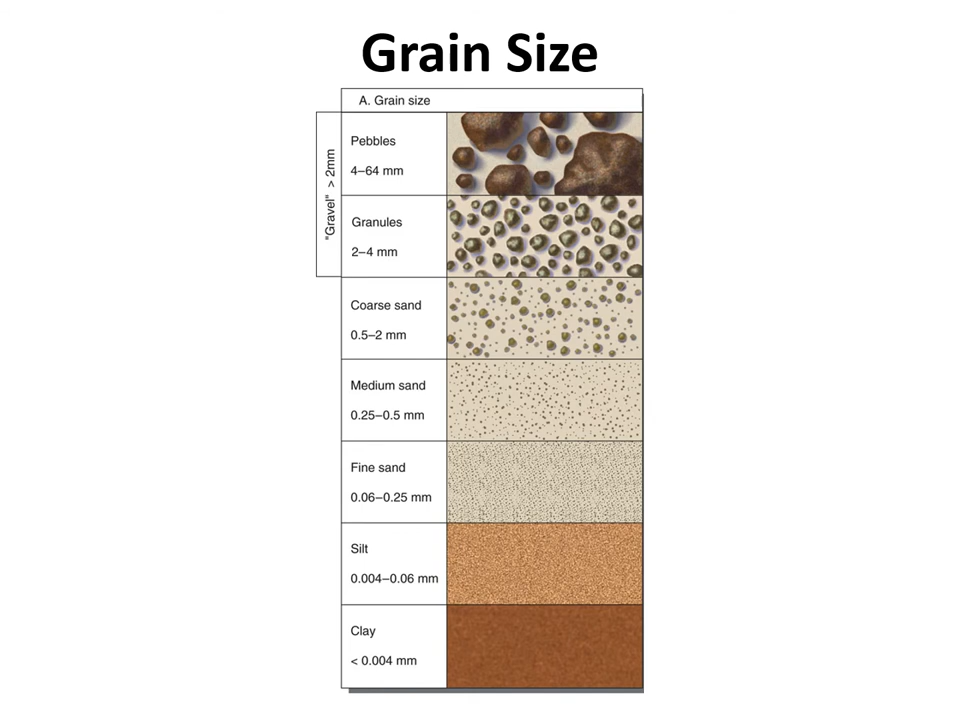 Grain Size
A. Grain size
"Gravel" > 2mm
Pebbles
4–64 mm
Granules
2–4 mm
Coarse sand
0.5–2 mm
Medium sand
0.25–0.5 mm
Fine sand
0.06–0.25 mm
Silt
0.004–0.06 mm
Clay
< 0.004 mm